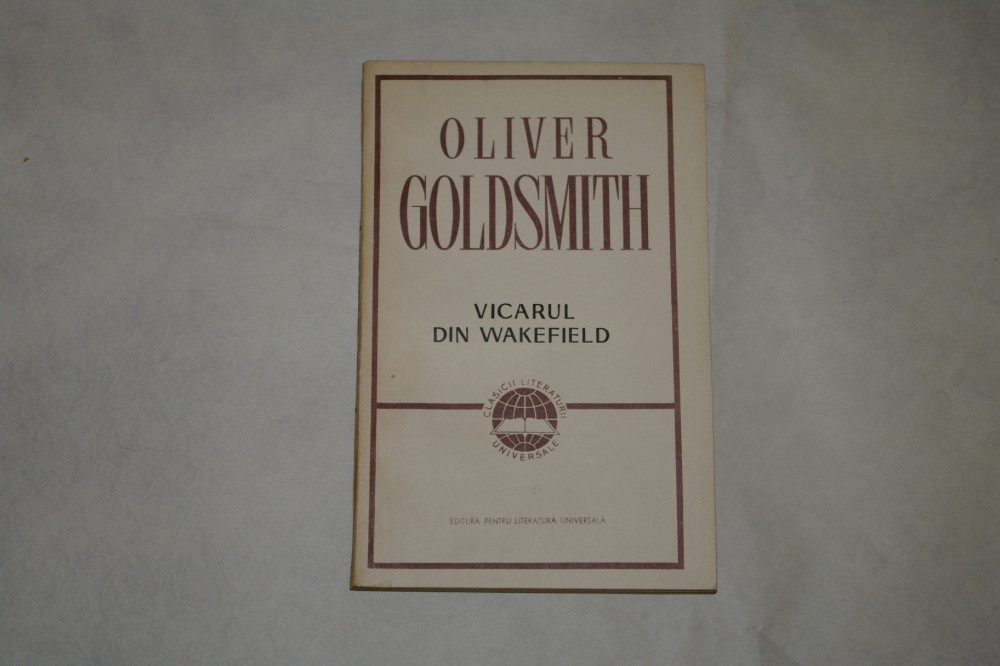 OLIVER
GOLDSMITH
VICARUL
DIN WAKEFIELD
CLASICII LITERATURII
UNIVERSALE
EDITURA PENTRU LITERATURĂ UNIVERSALĂ